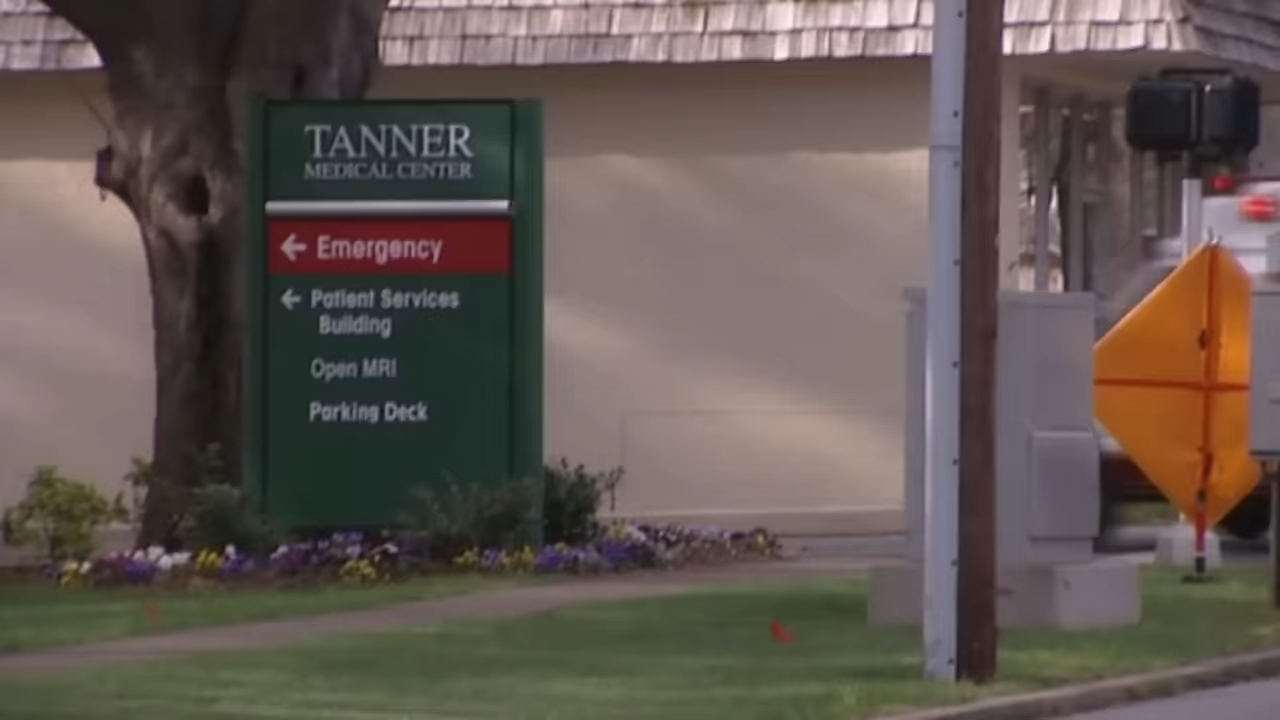 TANNER
MEDICAL CENTER
← Emergency
← Patient Services
Building
Open MRI
Parking Deck